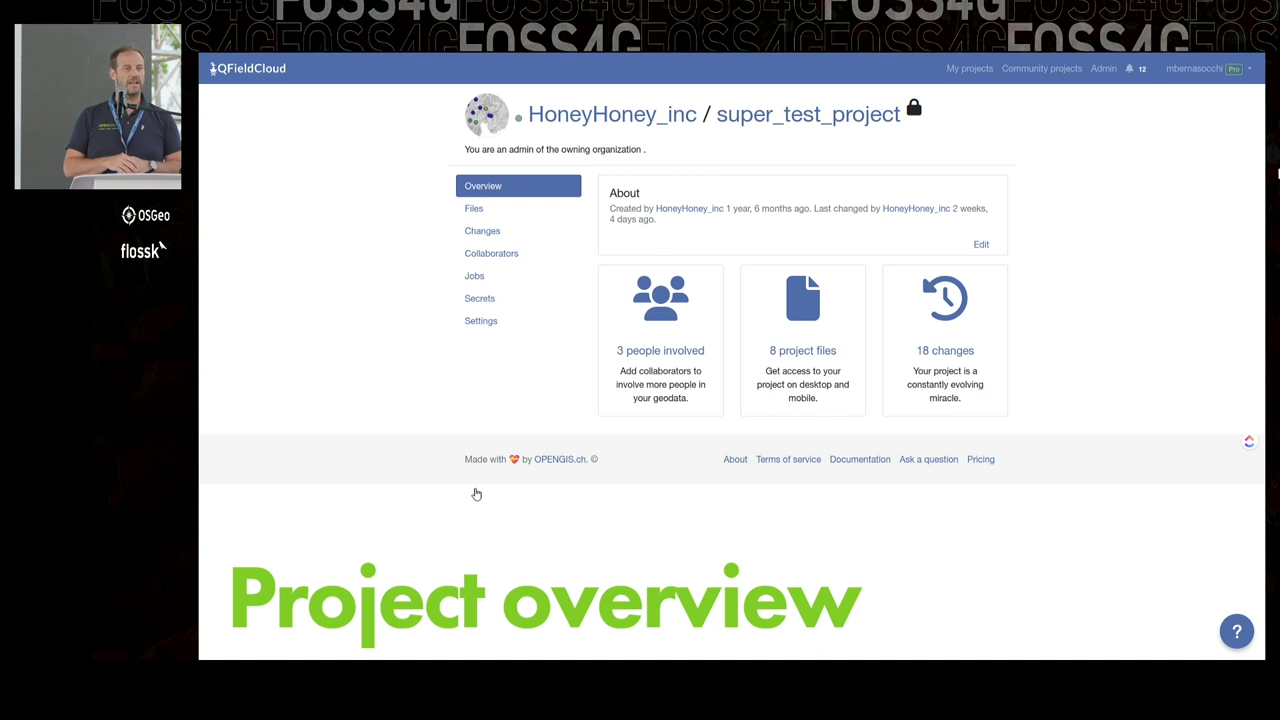 FOSS4GFOSS4GFOSS4GFOSS4G
QFieldCloud
My projects Community projects Admin 12 mbernasocchi Pro
HoneyHoney_inc / super_test_project
You are an admin of the owning organization .
Overview
Files
Changes
Collaborators
Jobs
Secrets
Settings
About
Created by HoneyHoney_inc 1 year, 6 months ago. Last changed by HoneyHoney_inc 2 weeks,
4 days ago.
Edit
3 people involved
Add collaborators to
involve more people in
your geodata.
8 project files
Get access to your
project on desktop and
mobile.
18 changes
Your project is a
constantly evolving
miracle.
OSGeo
flossk
Made with 💝 by OPENGIS.ch. ©
About Terms of service Documentation Ask a question Pricing
Project overview
?